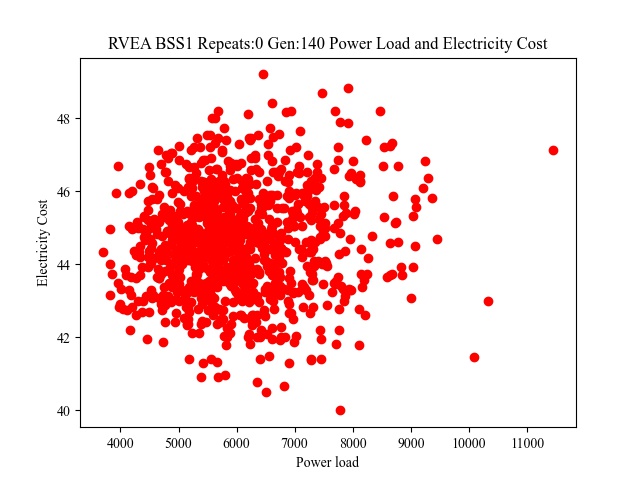 RVEA BSS1 Repeats:0 Gen:140 Power Load and Electricity Cost
48
46
44
42
40
Electricity Cost
4000 5000 6000 7000 8000 9000 10000 11000
Power load